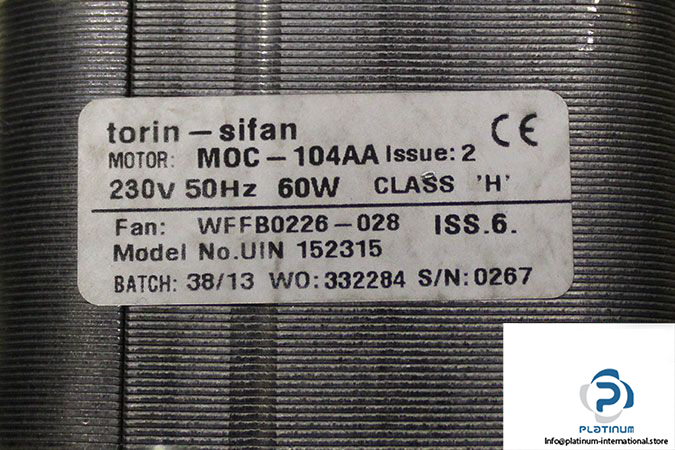 torin-sifan CE
MOTOR: MOC-104AA Issue: 2
230V 50Hz 60W CLASS 'H'
Fan: WFFB0226-028 ISS.6.
Model No.UIN 152315
BATCH: 38/13 WO:332284 S/N:0267
PLATINUM
Info@platinum-international.store